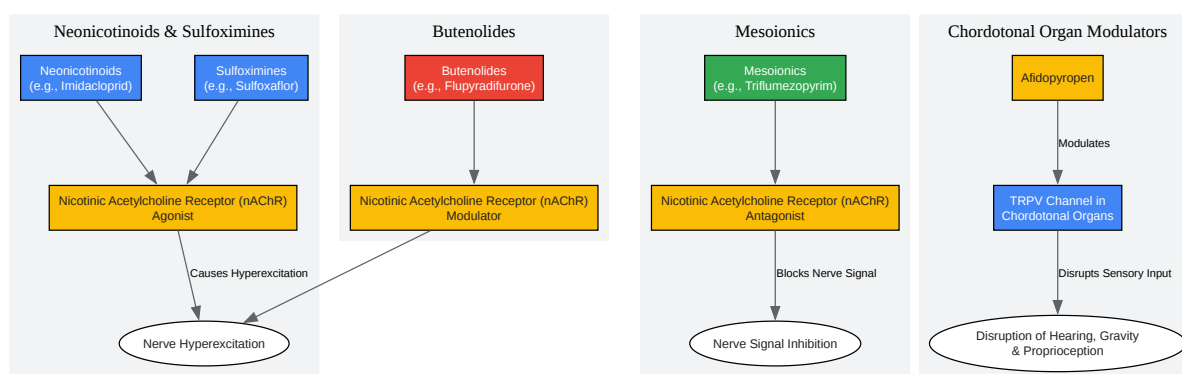 Neonicotinoids & Sulfoximines
Butenolides
Mesoionics
Chordotonal Organ Modulators
Neonicotinoids
(e.g., Imidacloprid)
Sulfoximines
(e.g., Sulfoxaflor)
Butenolides
(e.g., Flupyradifurone)
Mesoionics
(e.g., Triflumezopyrim)
Afidopyropen
Modulates
Nicotinic Acetylcholine Receptor (nAChR)
Agonist
Nicotinic Acetylcholine Receptor (nAChR)
Modulator
Nicotinic Acetylcholine Receptor (nAChR)
Antagonist
TRPV Channel in
Chordotonal Organs
Causes Hyperexcitation
Blocks Nerve Signal
Disrupts Sensory Input
Nerve Hyperexcitation
Nerve Signal Inhibition
Disruption of Hearing, Gravity
& Proprioception